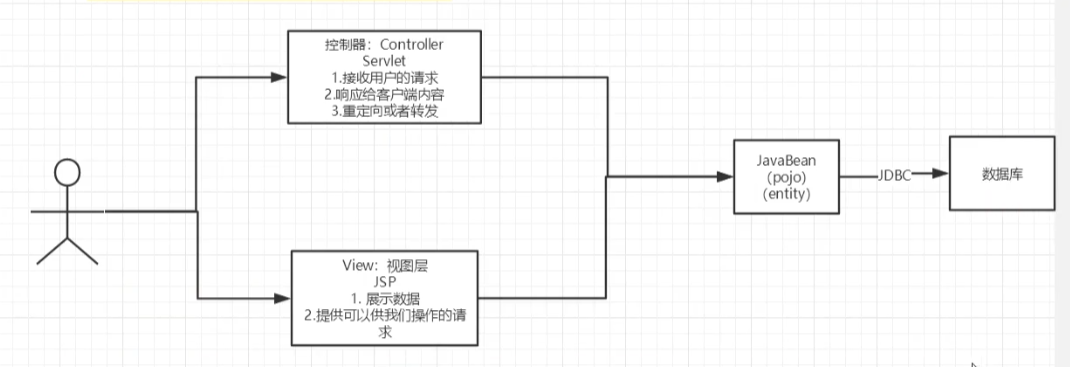 控制器：Controller
Servlet
1.接收用户的请求
2.响应给客户端内容
3.重定向或者转发
View：视图层
JSP
1. 展示数据
2.提供可以供我们操作的请
求
JavaBean
(pojo)
(entity)
JDBC
数据库